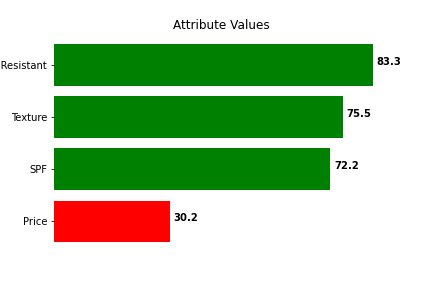 Attribute Values
Resistant
83.3
Texture
75.5
SPF
72.2
Price
30.2